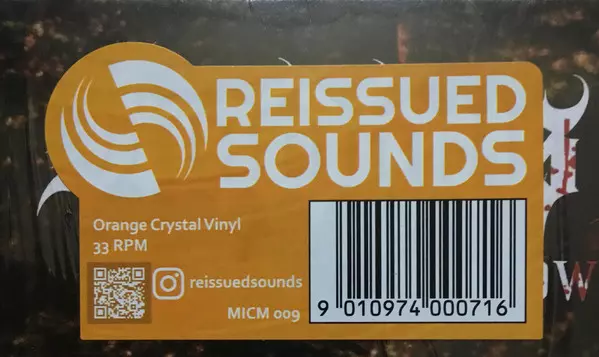 REISSUED
SOUNDS
Orange Crystal Vinyl
33 RPM
reissuedsounds
MICM 009
9 010974 000716
W